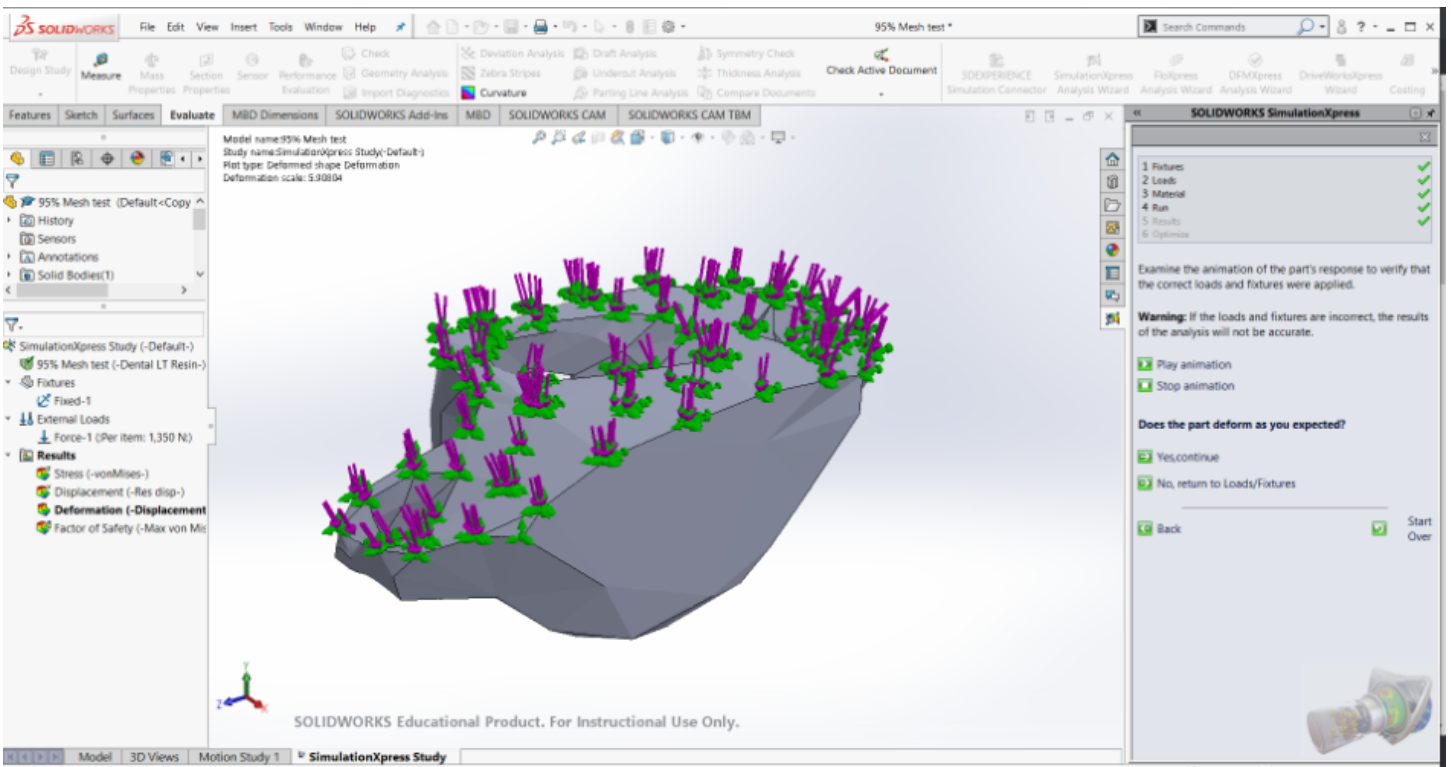 SOLIDWORKS File Edit View Insert Tools Window Help 95% Mesh test * Search Commands
Design Study Measure Mass Properties Section Properties Sensor Performance Evaluation
Check
Geometry Analysis
Import Diagnostics
Deviation Analysis
Zebra Stripes
Curvature
Draft Analysis
Undercut Analysis
Parting Line Analysis
Symmetry Check
Thickness Analysis
Compare Documents
Check Active Document
3DEXPERIENCE Simulation Connector
SimulationXpress Analysis Wizard
FloXpress Analysis Wizard
DFMXpress Analysis Wizard
DriveWorksXpress Wizard
Costing
Features Sketch Surfaces Evaluate MBD Dimensions SOLIDWORKS Add-Ins MBD SOLIDWORKS CAM SOLIDWORKS CAM TBM
95% Mesh test (Default<Copy
History
Sensors
Annotations
Solid Bodies(1)
SimulationXpress Study (-Default-)
95% Mesh test (-Dental LT Resin-)
Fixtures
Fixed-1
External Loads
Force-1 (:Per item: 1,350 N:)
Results
Stress (-vonMises-)
Displacement (-Res disp-)
Deformation (-Displacement
Factor of Safety (-Max von Mis
Model name:95% Mesh test
Study name:SimulationXpress Study(-Default-)
Plot type: Deformed shape Deformation
Deformation scale: 5.90804
Y
Z
X
SOLIDWORKS Educational Product. For Instructional Use Only.
SOLIDWORKS SimulationXpress
1 Fixtures
2 Loads
3 Material
4 Run
5 Results
6 Optimize
Examine the animation of the part's response to verify that
the correct loads and fixtures were applied.
Warning: If the loads and fixtures are incorrect, the results
of the analysis will not be accurate.
Play animation
Stop animation
Does the part deform as you expected?
Yes,continue
No, return to Loads/Fixtures
Back
Start
Over
Model 3D Views Motion Study 1 SimulationXpress Study